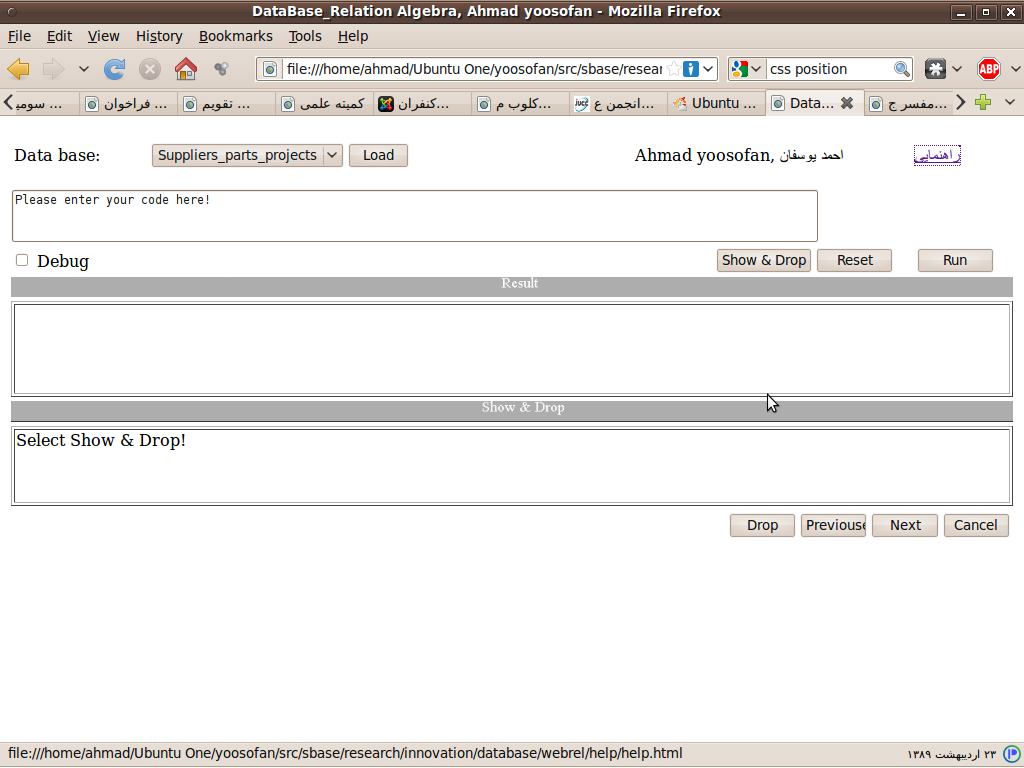 DataBase_Relation Algebra, Ahmad yoosofan - Mozilla Firefox
File Edit View History Bookmarks Tools Help
file:///home/ahmad/Ubuntu One/yoosofan/src/sbase/resear css position ABP
سومی ... فراخوان ... تقویم ... کمیته علمی کنفران... کلوب م... انجمن ع... Ubuntu ... Data... مفسر ج...
Data base: Suppliers_parts_projects Load Ahmad yoosofan, احمد یوسفان راهنمایی
Please enter your code here!
Debug Show & Drop Reset Run
Result
Show & Drop
Select Show & Drop!
Drop Previouse Next Cancel
file:///home/ahmad/Ubuntu One/yoosofan/src/sbase/research/innovation/database/webrel/help/help.html ۲۳ اردیبهشت ۱۳۸۹